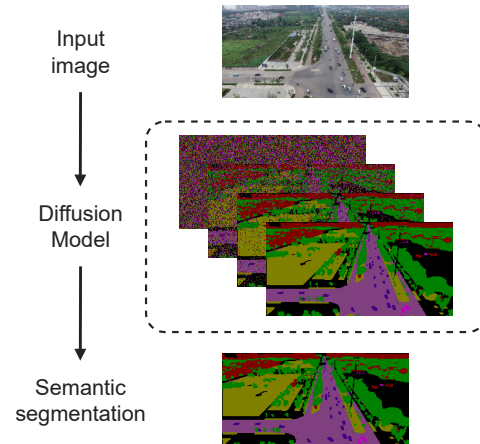 Input
image
Diffusion
Model
Semantic
segmentation